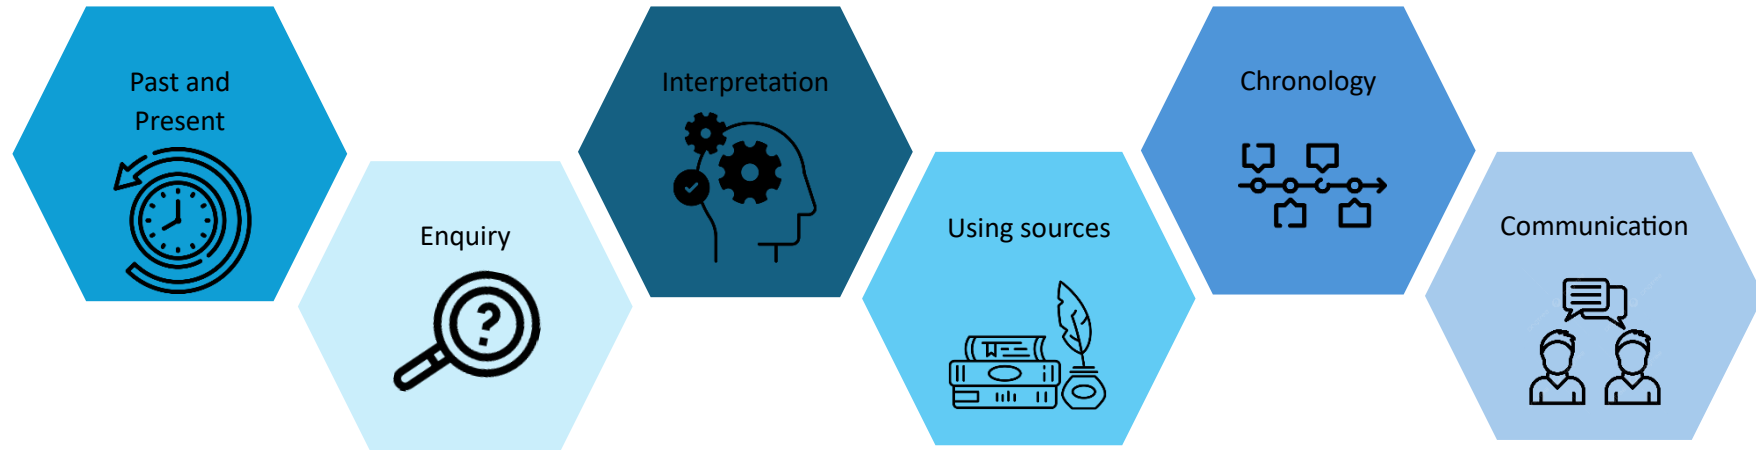 Past and
Present
Enquiry
?
Interpretation
Using sources
Chronology
Communication